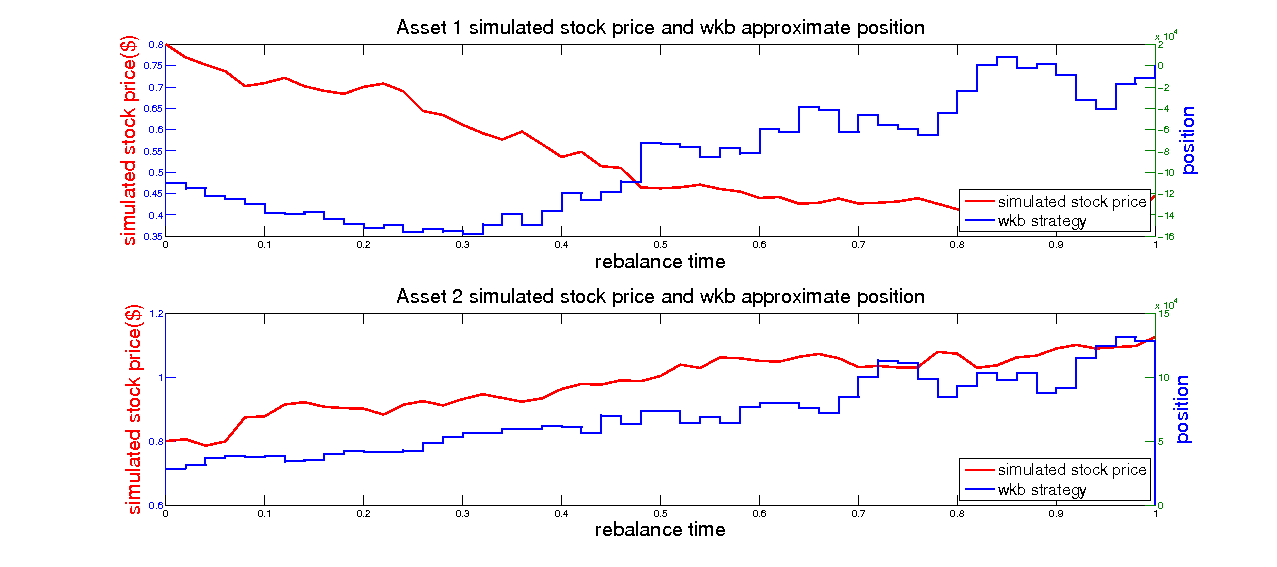 Asset 1 simulated stock price and wkb approximate position
x 10^4
simulated stock price($)
0.8
0.75
0.7
0.65
0.6
0.55
0.5
0.45
0.4
0.35
2
0
-2
-4
-6
-8
-10
-12
-14
-16
position
simulated stock price
wkb strategy
0 0.1 0.2 0.3 0.4 0.5 0.6 0.7 0.8 0.9 1
rebalance time
Asset 2 simulated stock price and wkb approximate position
x 10^4
simulated stock price($)
1.2
1
0.8
0.6
15
10
5
0
position
simulated stock price
wkb strategy
0 0.1 0.2 0.3 0.4 0.5 0.6 0.7 0.8 0.9 1
rebalance time